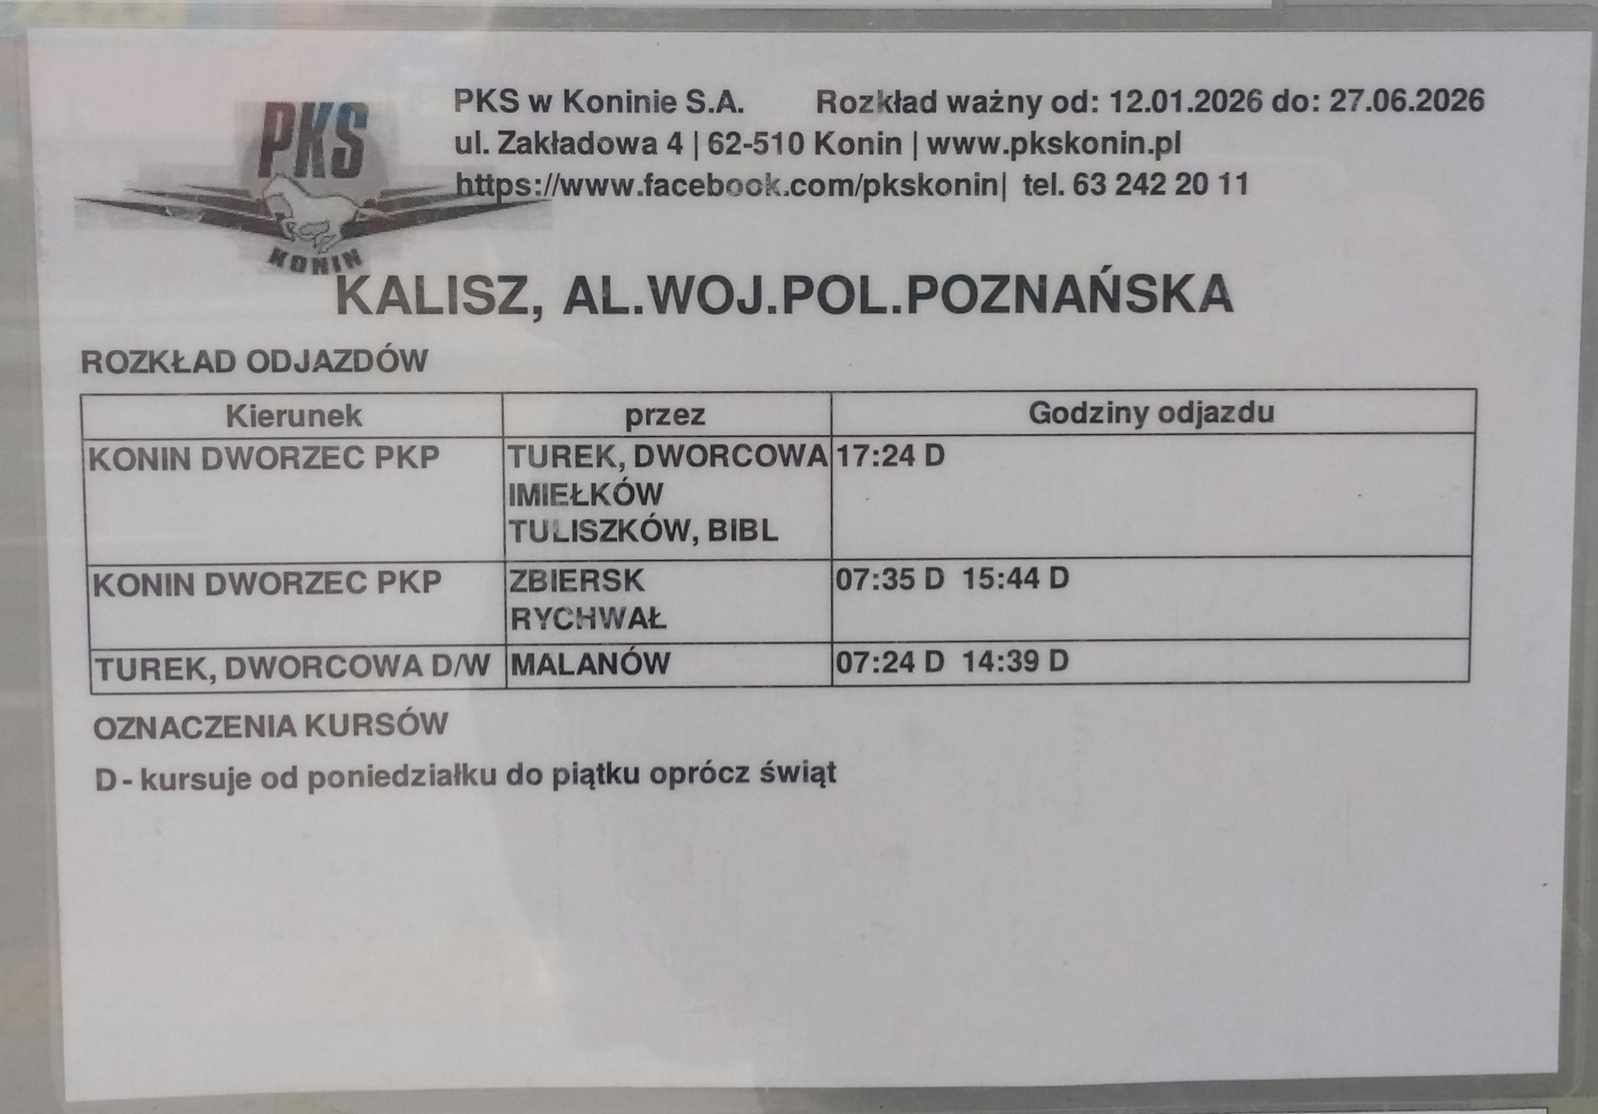 PKS
KONIN
PKS w Koninie S.A. Rozkład ważny od: 12.01.2026 do: 27.06.2026
ul. Zakładowa 4 | 62-510 Konin | www.pkskonin.pl
https://www.facebook.com/pkskonin| tel. 63 242 20 11
KALISZ, AL.WOJ.POL.POZNAŃSKA
ROZKŁAD ODJAZDÓW
Kierunek przez Godziny odjazdu
KONIN DWORZEC PKP TUREK, DWORCOWA 17:24 D
IMIEŁKÓW
TULISZKÓW, BIBL
KONIN DWORZEC PKP ZBIERSK 07:35 D 15:44 D
RYCHWAŁ
TUREK, DWORCOWA D/W MALANÓW 07:24 D 14:39 D
OZNACZENIA KURSÓW
D - kursuje od poniedziałku do piątku oprócz świąt